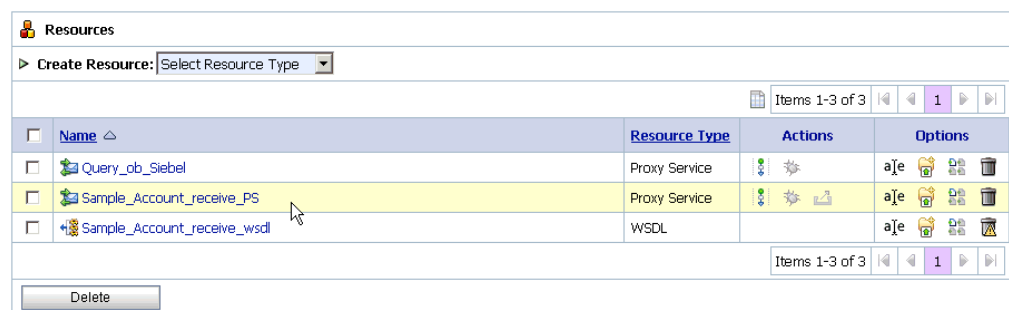 Resources
Create Resource: Select Resource Type
Items 1-3 of 3 1
Name Resource Type Actions Options
Query_ob_Siebel Proxy Service
Sample_Account_receive_PS Proxy Service
Sample_Account_receive_wsdl WSDL
Items 1-3 of 3 1
Delete